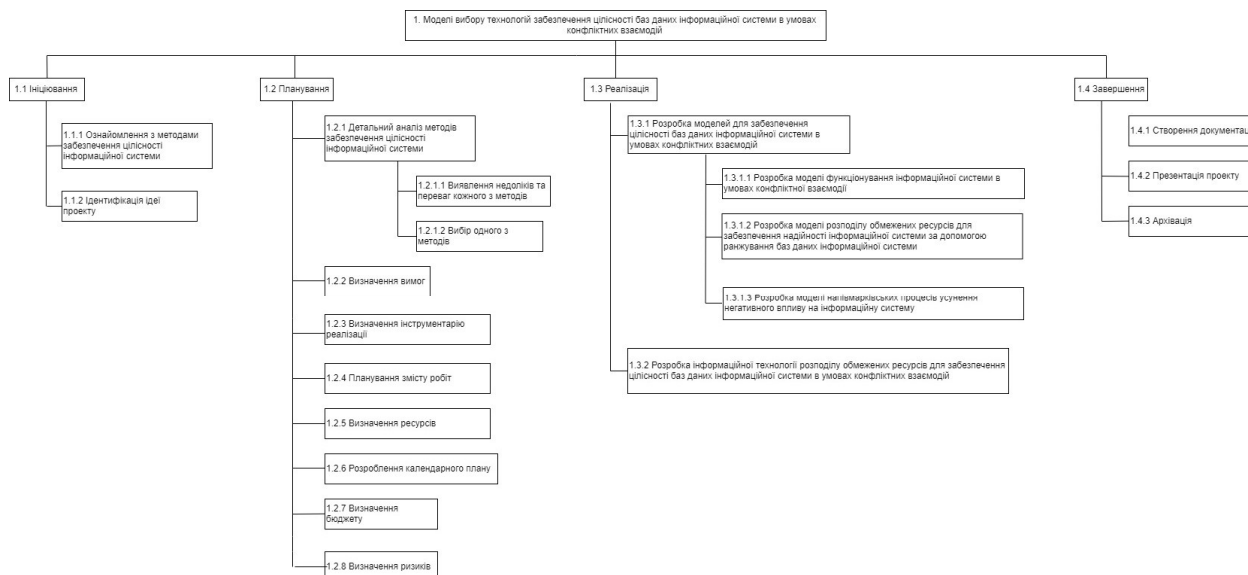 1. Моделі вибору технологій забезпечення цілісності баз даних інформаційної системи в умовах
конфліктних взаємодій
1.1 Ініціювання
1.1.1 Ознайомлення з методами
забезпечення цілісності
інформаційної системи
1.1.2 Ідентифікація ідеї
проекту
1.2 Планування
1.2.1 Детальний аналіз методів
забезпечення цілісності
інформаційної системи
1.2.1.1 Виявлення недоліків та
переваг кожного з методів
1.2.1.2 Вибір одного з
методів
1.2.2 Визначення вимог
1.2.3 Визначення інструментарію
реалізації
1.2.4 Планування змісту робіт
1.2.5 Визначення ресурсів
1.2.6 Розроблення календарного плану
1.2.7 Визначення
бюджету
1.2.8 Визначення ризиків
1.3 Реалізація
1.3.1 Розробка моделей для забезпечення
цілісності баз даних інформаційної системи в
умовах конфліктних взаємодій
1.3.1.1 Розробка моделі функціонування інформаційної системи в
умовах конфліктної взаємодії
1.3.1.2 Розробка моделі розподілу обмежених ресурсів для
забезпечення надійності інформаційної системи за допомогою
ранжування баз даних інформаційної системи
1.3.1.3 Розробка моделі напівмарківських процесів усунення
негативного впливу на інформаційну систему
1.3.2 Розробка інформаційної технології розподілу обмежених ресурсів для забезпечення
цілісності баз даних інформаційної системи в умовах конфліктних взаємодій
1.4 Завершення
1.4.1 Створення документац
1.4.2 Презентація проекту
1.4.3 Архівація